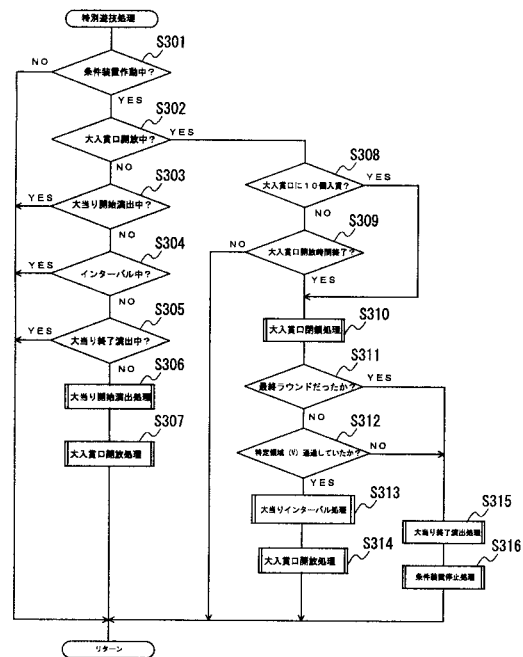 特別遊技処理
S301
条件装置作動中？
NO
YES
S302
大入賞口開放中？
YES
NO
S303
大当り開始演出中？
YES
NO
S304
インターバル中？
YES
NO
S305
大当り終了演出中？
YES
NO
S306
大当り開始演出処理
S307
大入賞口開放処理
S308
大入賞口に10個入賞？
YES
NO
S309
大入賞口開放時間終了？
NO
YES
S310
大入賞口閉鎖処理
S311
最終ラウンドだったか？
YES
NO
S312
特定領域（V）通過していたか？
NO
YES
S313
大当りインターバル処理
S314
大入賞口開放処理
S315
大当り終了演出処理
S316
条件装置停止処理
リターン